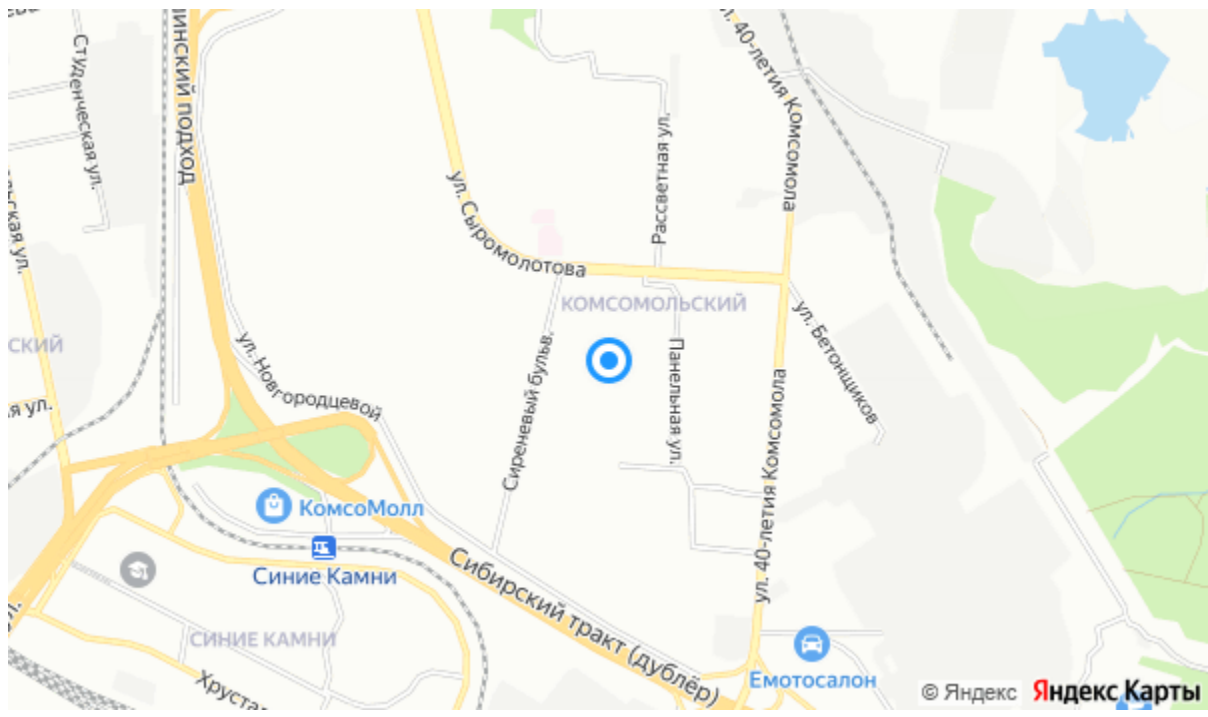 Студенческая ул.
ул. 40-летия Комсомола
ул. Сыромолотова
Рассветная ул.
КОМСОМОЛЬСКИЙ
ул. Новгородцевой
Сиреневый бульв.
Панельная ул.
ул. Бетонщиков
ул. 40-летия Комсомола
КомсоМолл
Синие Камни
Сибирский тракт (дублёр)
СИНИЕ КАМНИ
Емотосалон
© Яндекс Яндекс Карты